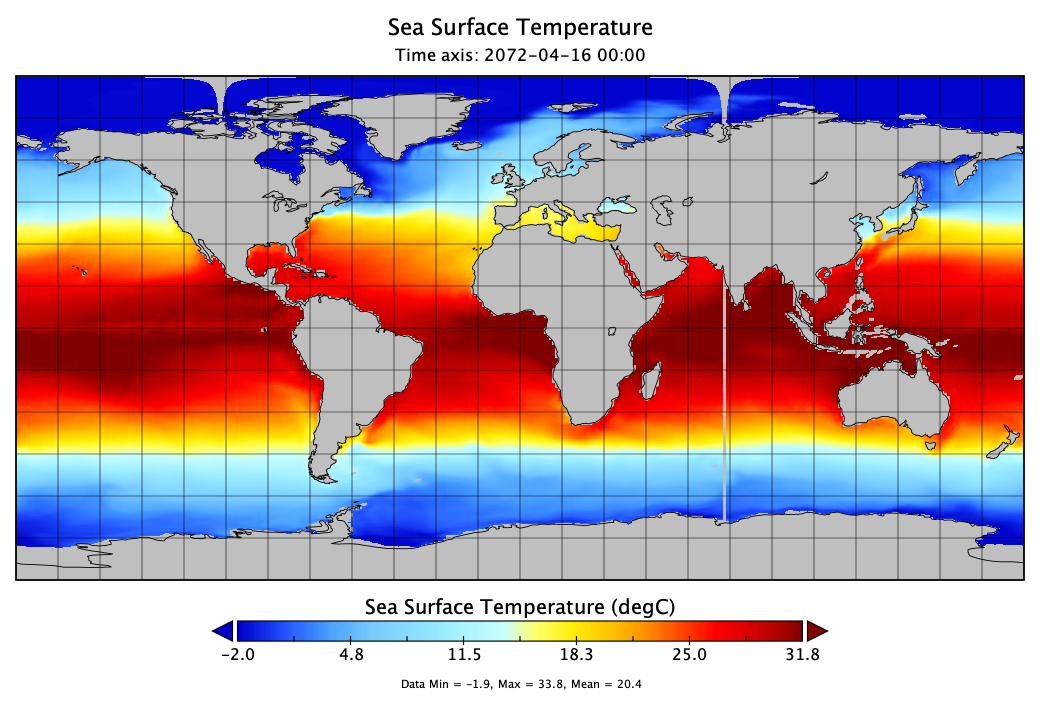 Sea Surface Temperature
Time axis: 2072-04-16 00:00
Sea Surface Temperature (degC)
−2.0 4.8 11.5 18.3 25.0 31.8
Data Min = −1.9, Max = 33.8, Mean = 20.4